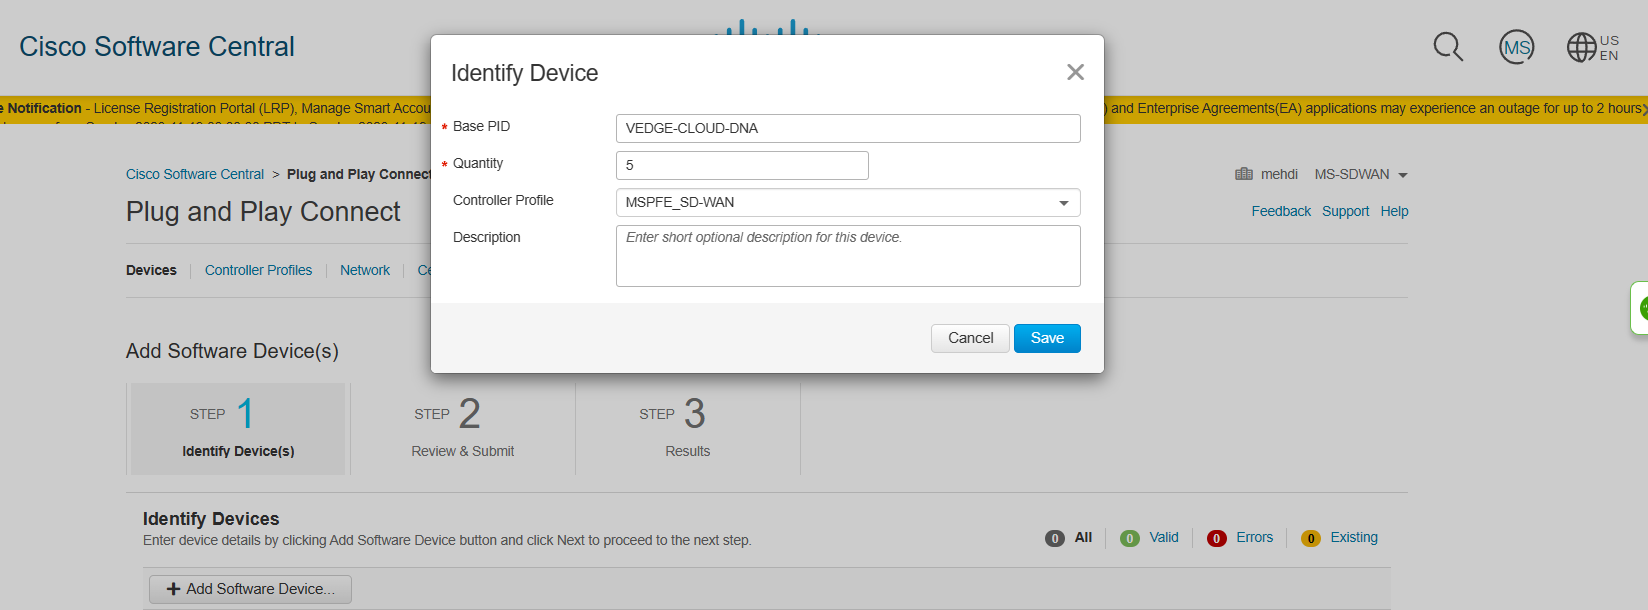 Cisco Software Central
MS
US
EN
e Notification - License Registration Portal (LRP), Manage Smart Accou
) and Enterprise Agreements(EA) applications may experience an outage for up to 2 hours
Identify Device
* Base PID
VEDGE-CLOUD-DNA
* Quantity
5
Controller Profile
MSPFE_SD-WAN
Description
Enter short optional description for this device.
Cancel
Save
Cisco Software Central > Plug and Play Connect
mehdi
MS-SDWAN
Plug and Play Connect
Feedback
Support
Help
Devices
Controller Profiles
Network
Ce
Add Software Device(s)
STEP 1
Identify Device(s)
STEP 2
Review & Submit
STEP 3
Results
Identify Devices
Enter device details by clicking Add Software Device button and click Next to proceed to the next step.
0 All
0 Valid
0 Errors
0 Existing
+ Add Software Device...